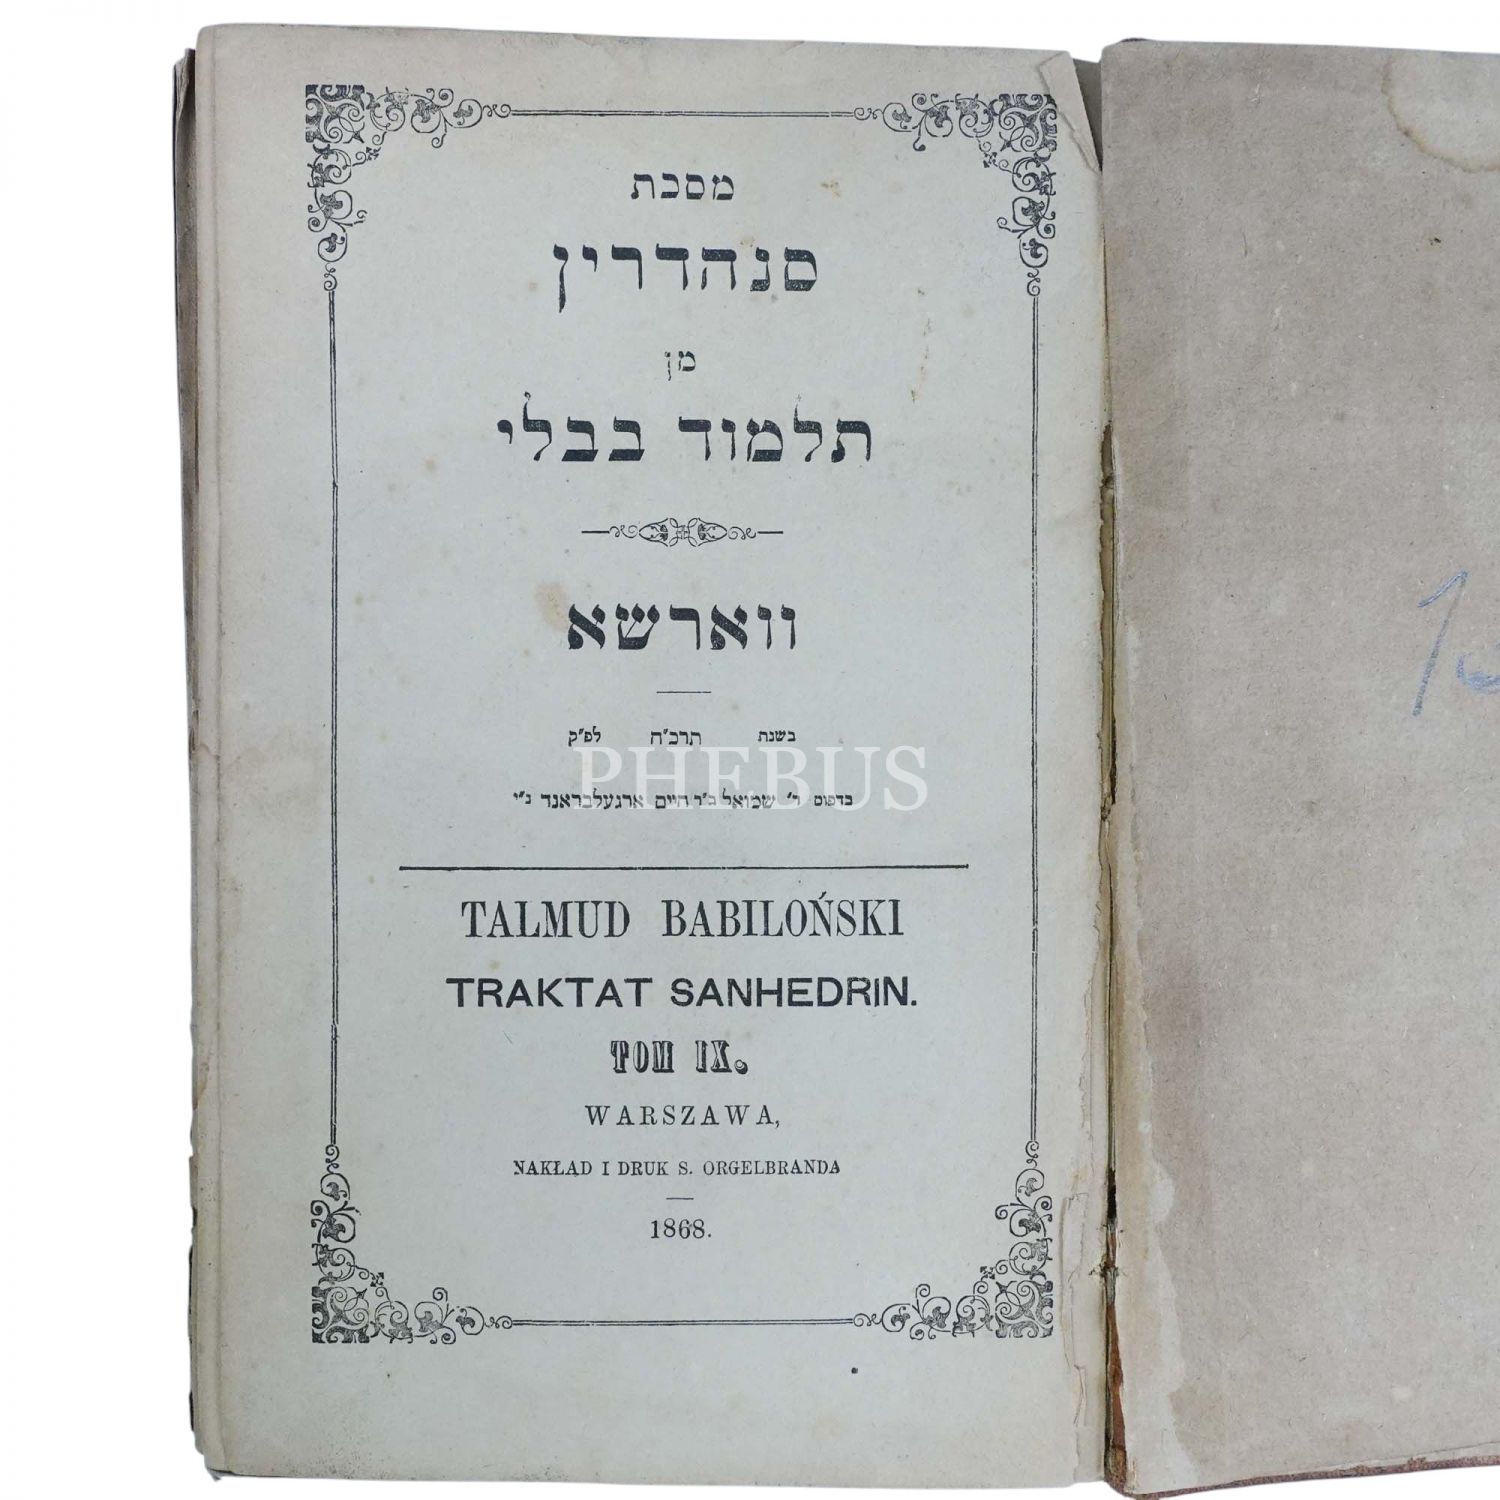 מסכת
סנהדרין
מן
תלמוד בבלי
ווארשא
בשנת תרכ״ח לפ״ק
בדפוס ר׳ שמואל ב״ר חיים ארגעלבראנד נ״י
PHEBUS
TALMUD BABILOŃSKI
TRAKTAT SANHEDRIN.
TOM IX.
WARSZAWA,
NAKŁAD I DRUK S. ORGELBRANDA
1868.